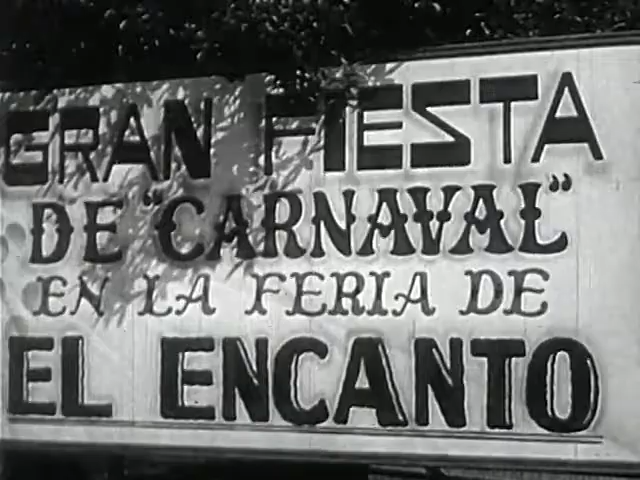 GRAN FIESTA
DE "CARNAVAL"
EN LA FERIA DE
EL ENCANTO